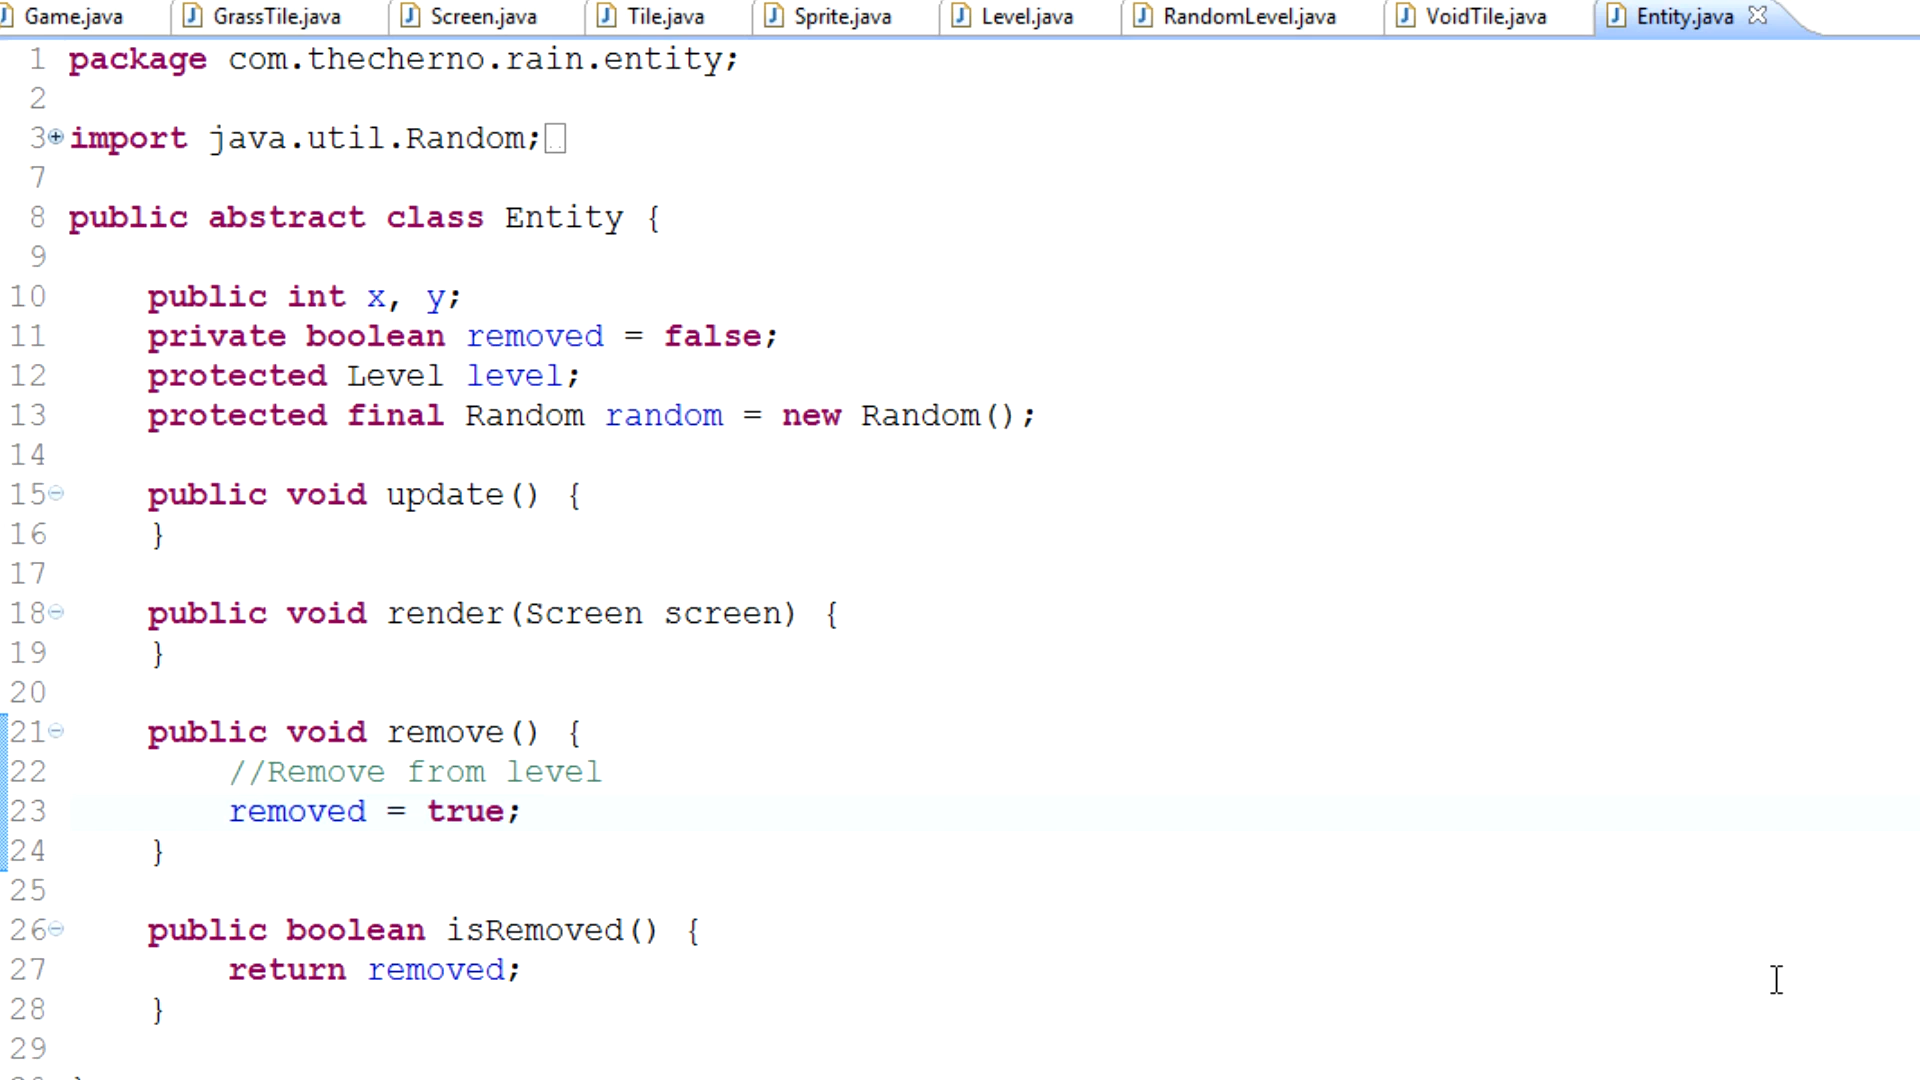 Game.java GrassTile.java Screen.java Tile.java Sprite.java Level.java RandomLevel.java VoidTile.java Entity.java
1 package com.thecherno.rain.entity;
2
3 import java.util.Random;
7
8 public abstract class Entity {
9
10 public int x, y;
11 private boolean removed = false;
12 protected Level level;
13 protected final Random random = new Random();
14
15 public void update() {
16 }
17
18 public void render(Screen screen) {
19 }
20
21 public void remove() {
22 //Remove from level
23 removed = true;
24 }
25
26 public boolean isRemoved() {
27 return removed;
28 }
29